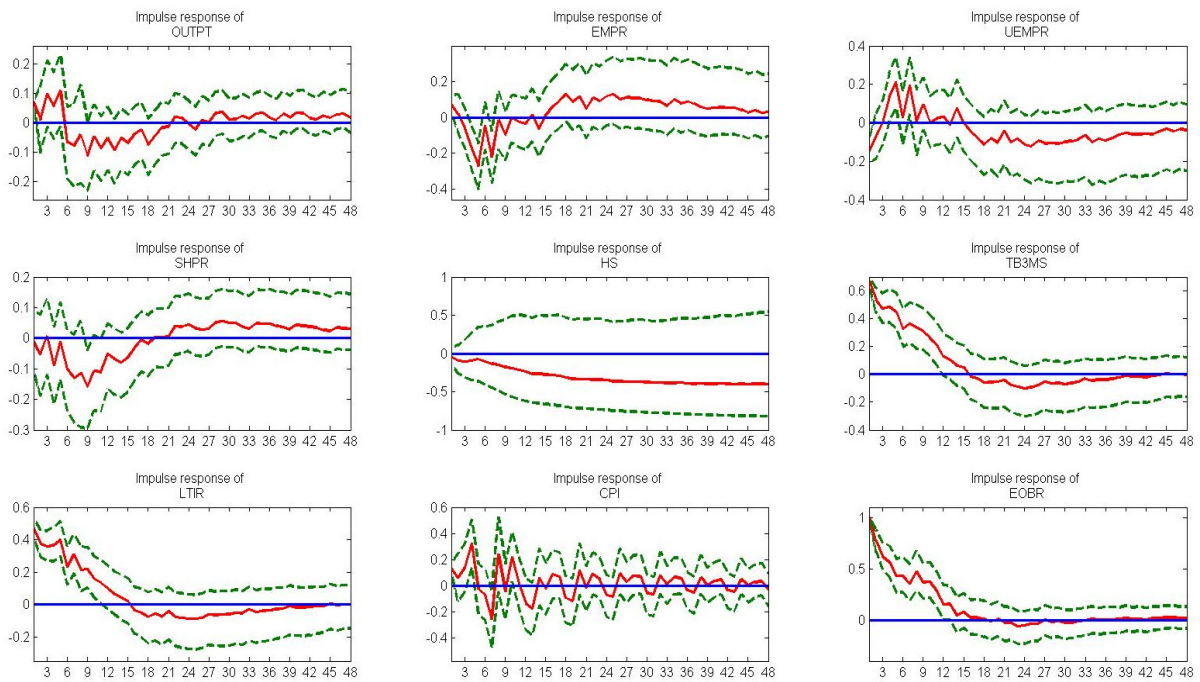 Impulse response of
OUTPT
0.2
0.1
0
-0.1
-0.2
3 6 9 12 15 18 21 24 27 30 33 36 39 42 45 48
Impulse response of
EMPR
0.2
0
-0.2
-0.4
3 6 9 12 15 18 21 24 27 30 33 36 39 42 45 48
Impulse response of
UEMPR
0.4
0.2
0
-0.2
-0.4
3 6 9 12 15 18 21 24 27 30 33 36 39 42 45 48
Impulse response of
SHPR
0.2
0.1
0
-0.1
-0.2
-0.3
3 6 9 12 15 18 21 24 27 30 33 36 39 42 45 48
Impulse response of
HS
1
0.5
0
-0.5
-1
3 6 9 12 15 18 21 24 27 30 33 36 39 42 45 48
Impulse response of
TB3MS
0.6
0.4
0.2
0
-0.2
-0.4
3 6 9 12 15 18 21 24 27 30 33 36 39 42 45 48
Impulse response of
LTIR
0.6
0.4
0.2
0
-0.2
3 6 9 12 15 18 21 24 27 30 33 36 39 42 45 48
Impulse response of
CPI
0.6
0.4
0.2
0
-0.2
-0.4
3 6 9 12 15 18 21 24 27 30 33 36 39 42 45 48
Impulse response of
EOBR
1
0.5
0
3 6 9 12 15 18 21 24 27 30 33 36 39 42 45 48